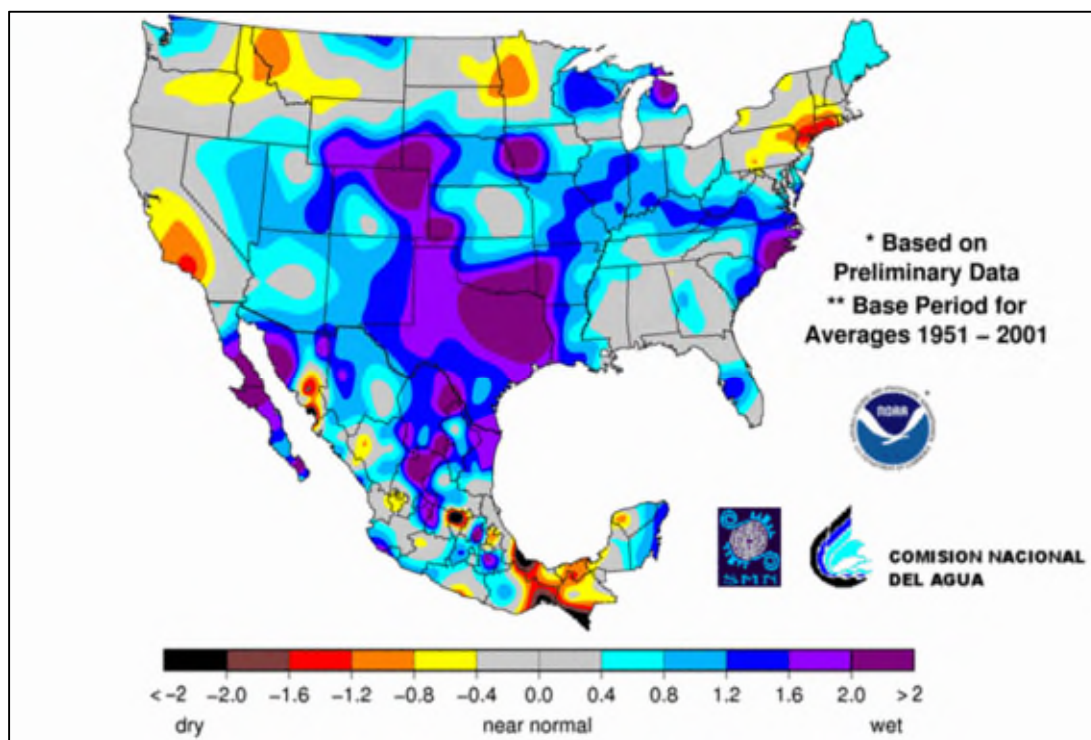 * Based on
Preliminary Data
** Base Period for
Averages 1951 – 2001
NOAA
SMN
COMISION NACIONAL
DEL AGUA
< -2 -2.0 -1.6 -1.2 -0.8 -0.4 0.0 0.4 0.8 1.2 1.6 2.0 >2
dry near normal wet